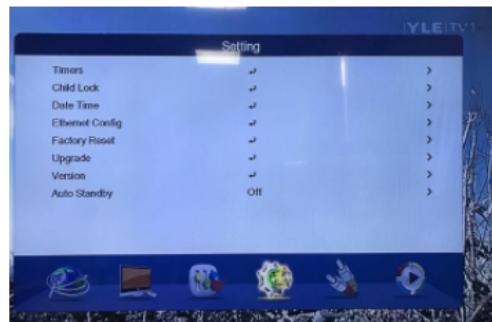 YLE TV1
Setting
Timers
Child Lock
Date Time
Ethernet Config
Factory Reset
Upgrade
Version
Auto Standby Off